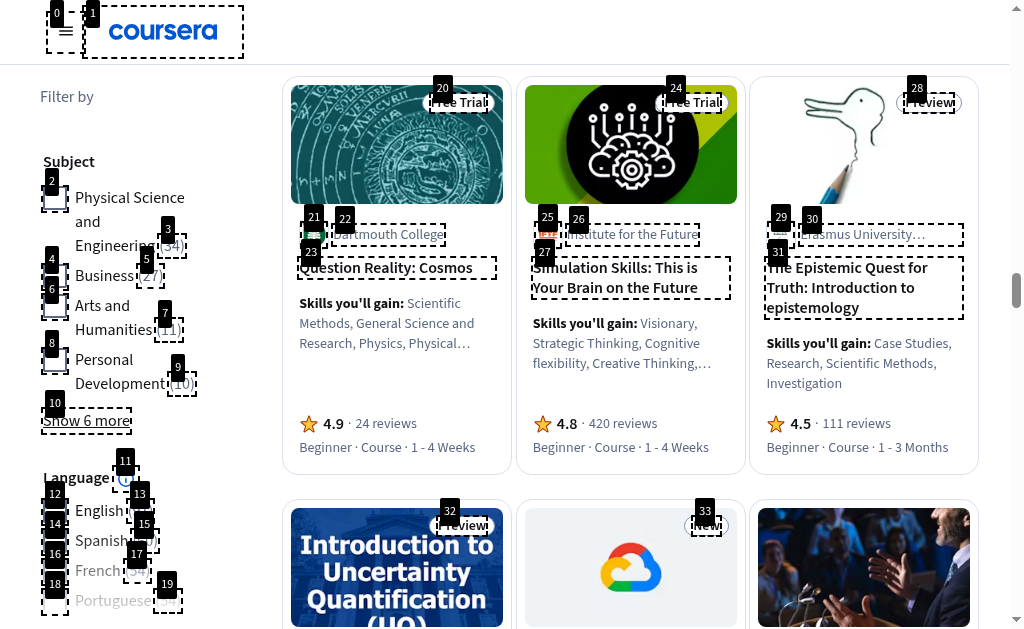 0
1
coursera
Filter by
Subject
2
Physical Science
and
3
Engineering (34)
4
5
Business (27)
6
Arts and
7
Humanities (11)
8
Personal
9
Development (10)
10
Show 6 more
11
Language
12
13
English
14
15
Spanish
16
17
French (54)
18
19
Portuguese (54)
20
Free Trial
21
22
Dartmouth College
23
Question Reality: Cosmos
Skills you'll gain: Scientific
Methods, General Science and
Research, Physics, Physical…
4.9 · 24 reviews
Beginner · Course · 1 - 4 Weeks
24
Free Trial
25
26
Institute for the Future
27
Simulation Skills: This is
Your Brain on the Future
Skills you'll gain: Visionary,
Strategic Thinking, Cognitive
flexibility, Creative Thinking,…
4.8 · 420 reviews
Beginner · Course · 1 - 4 Weeks
28
Preview
29
30
Erasmus University…
31
The Epistemic Quest for
Truth: Introduction to
epistemology
Skills you'll gain: Case Studies,
Research, Scientific Methods,
Investigation
4.5 · 111 reviews
Beginner · Course · 1 - 3 Months
32
Preview
Introduction to
Uncertainty
Quantification
(UQ)
33
New